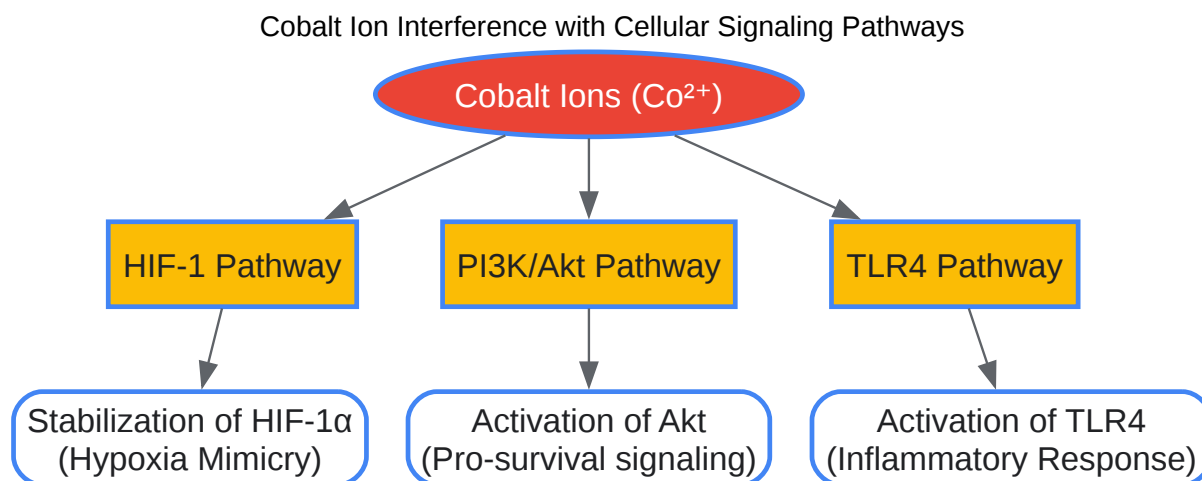 Cobalt Ion Interference with Cellular Signaling Pathways
Cobalt Ions (Co²⁺)
HIF-1 Pathway
PI3K/Akt Pathway
TLR4 Pathway
Stabilization of HIF-1α
(Hypoxia Mimicry)
Activation of Akt
(Pro-survival signaling)
Activation of TLR4
(Inflammatory Response)